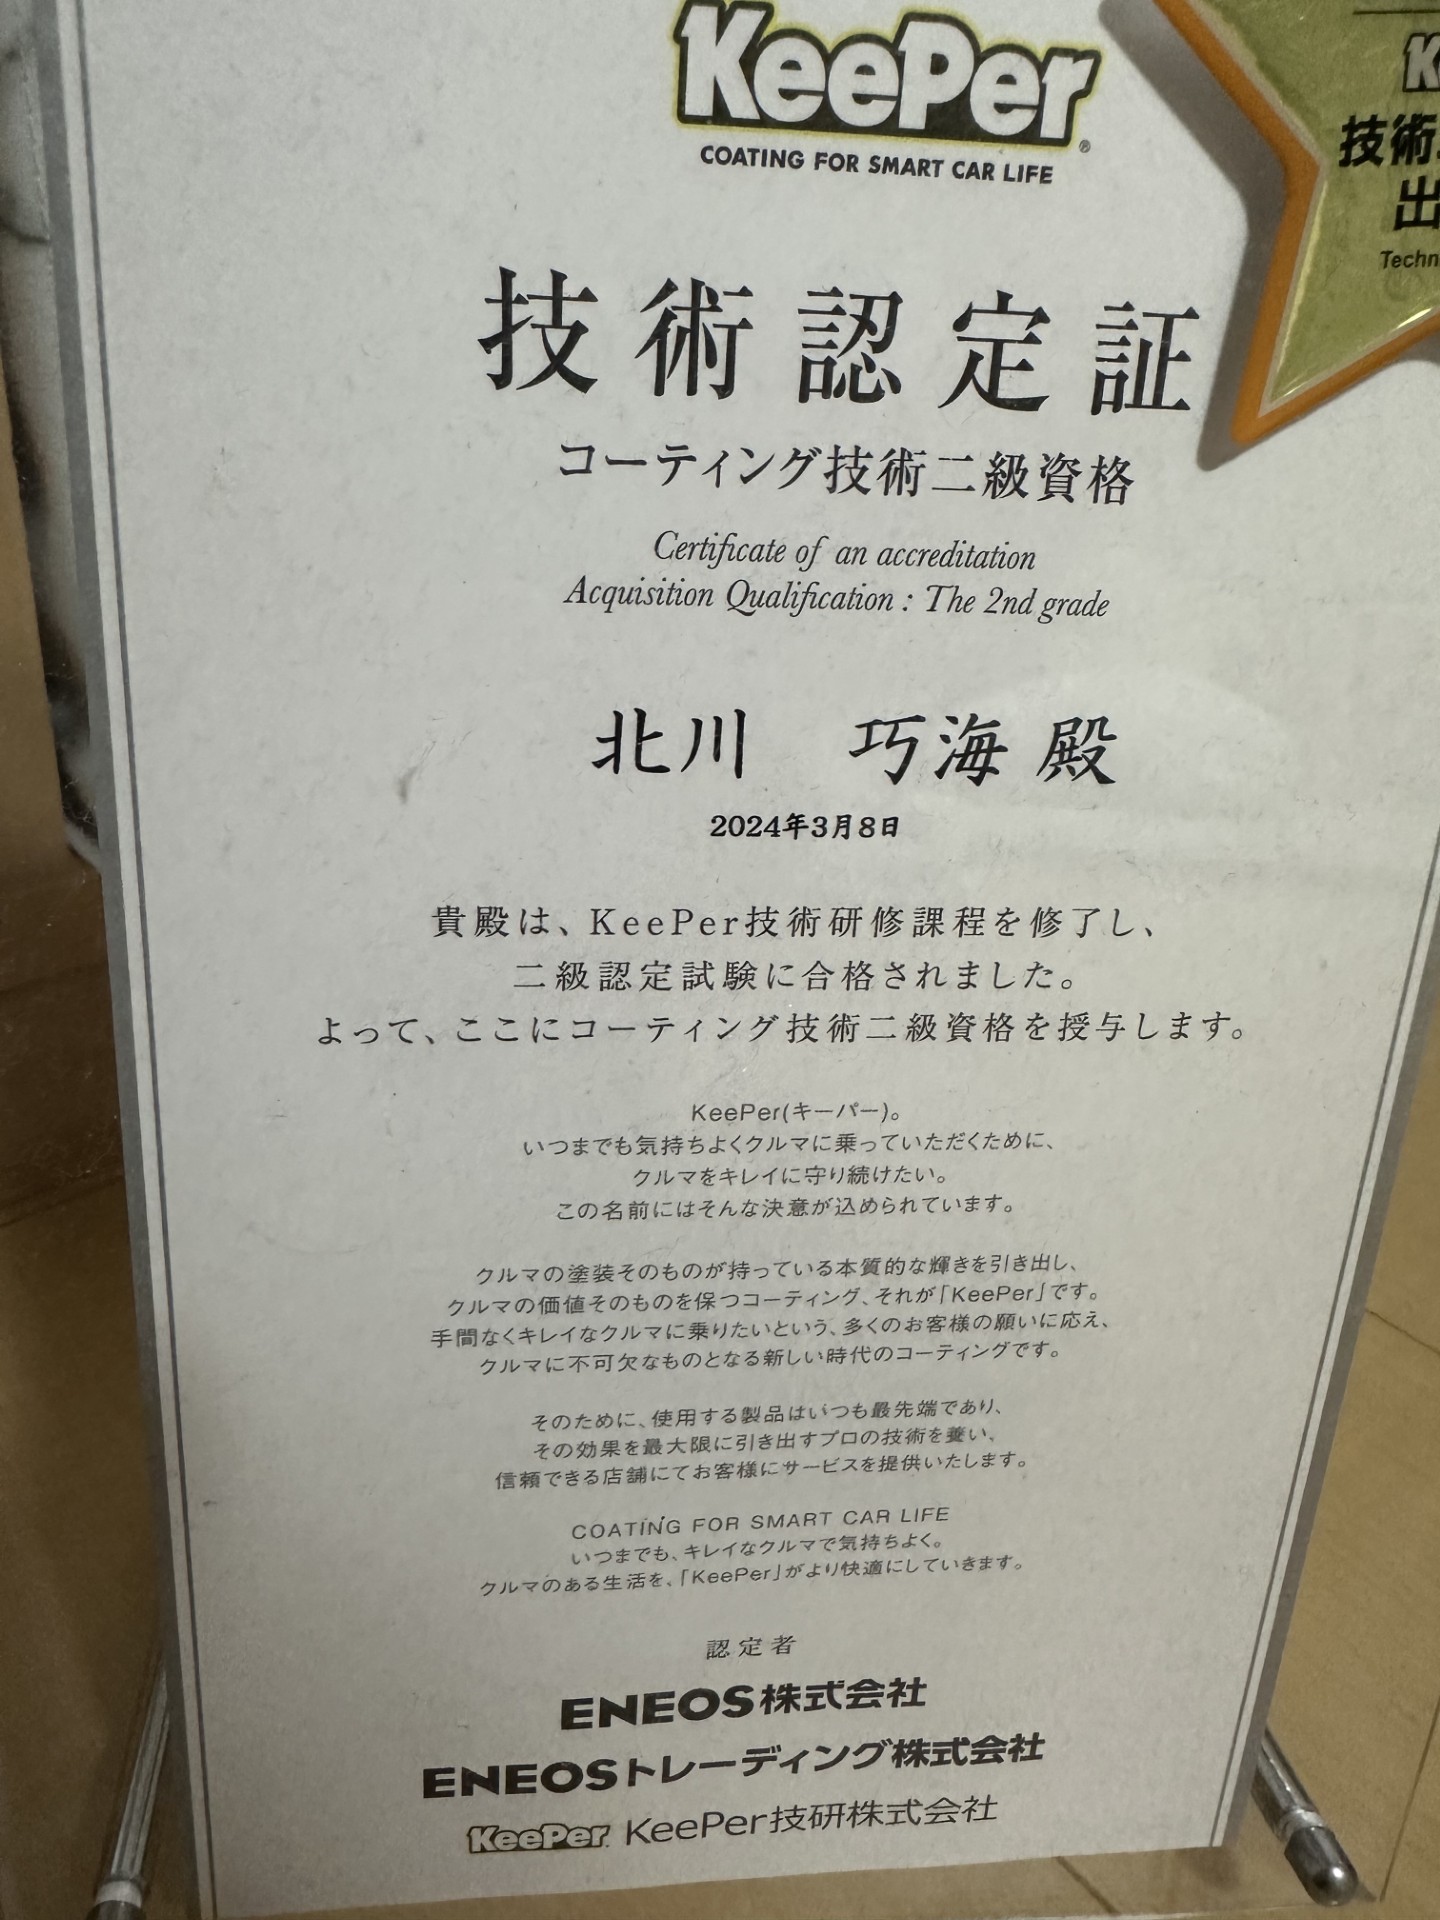 KeePer
COATING FOR SMART CAR LIFE
技術
出
Techn
技術認定証
コーティング技術二級資格
Certificate of an accreditation
Acquisition Qualification : The 2nd grade
北川 巧海 殿
2024年3月8日
貴殿は、KeePer技術研修課程を修了し、
二級認定試験に合格されました。
よって、ここにコーティング技術二級資格を授与します。
KeePer(キーパー)。
いつまでも気持ちよくクルマに乗っていただくために、
クルマをキレイに守り続けたい。
この名前にはそんな決意が込められています。
クルマの塗装そのものが持っている本質的な輝きを引き出し、
クルマの価値そのものを保つコーティング、それが「KeePer」です。
手間なくキレイなクルマに乗りたいという、多くのお客様の願いに応え、
クルマに不可欠なものとなる新しい時代のコーティングです。
そのために、使用する製品はいつも最先端であり、
その効果を最大限に引き出すプロの技術を養い、
信頼できる店舗にてお客様にサービスを提供いたします。
COATING FOR SMART CAR LIFE
いつまでも、キレイなクルマで気持ちよく。
クルマのある生活を、「KeePer」がより快適にしていきます。
認定者
ENEOS株式会社
ENEOSトレーディング株式会社
KeePer KeePer技研株式会社